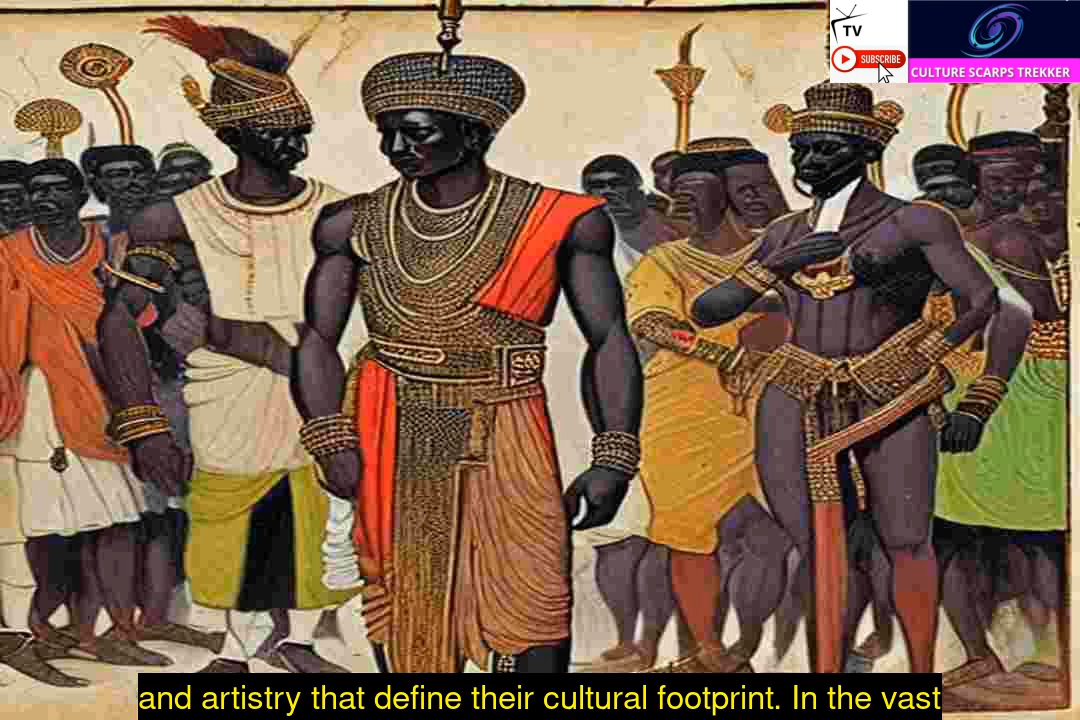 TV
SUBSCRIBE
CULTURE SCARPS TREKKER
and artistry that define their cultural footprint. In the vast